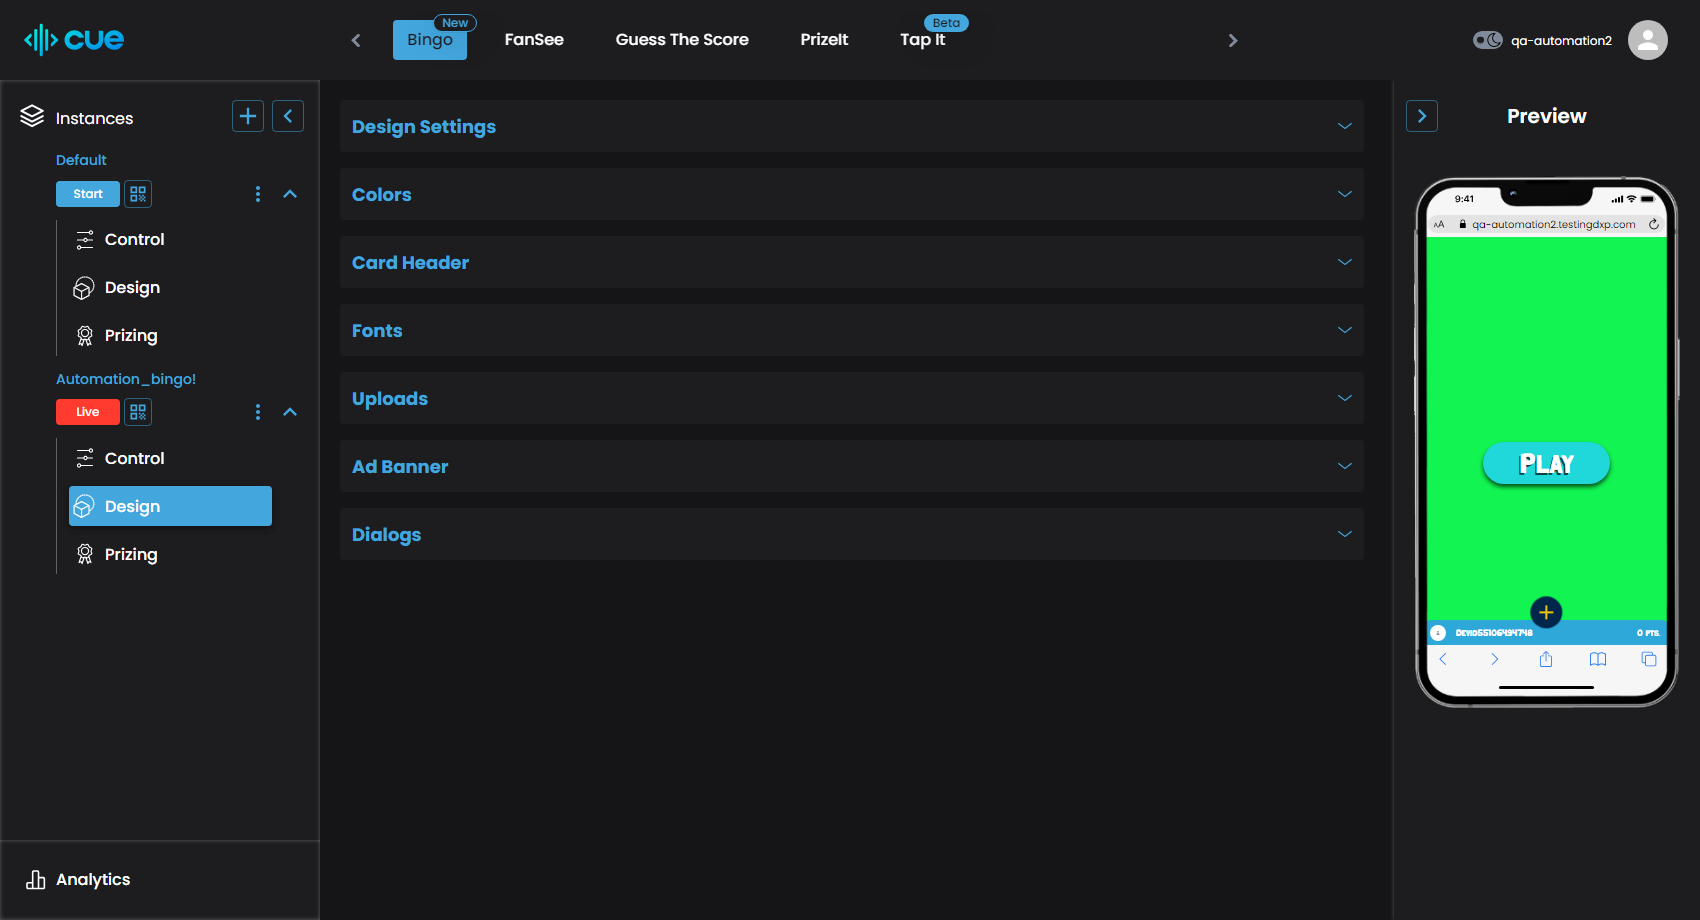 cue
Bingo
New
FanSee
Guess The Score
PrizeIt
Tap It
Beta
qa-automation2
Instances
Default
Start
Control
Design
Prizing
Automation_bingo!
Live
Control
Design
Prizing
Analytics
Design Settings
Colors
Card Header
Fonts
Uploads
Ad Banner
Dialogs
Preview
9:41
AA qa-automation2.testingdxp.com
PLAY
DEVID55106494748 0 PTS.